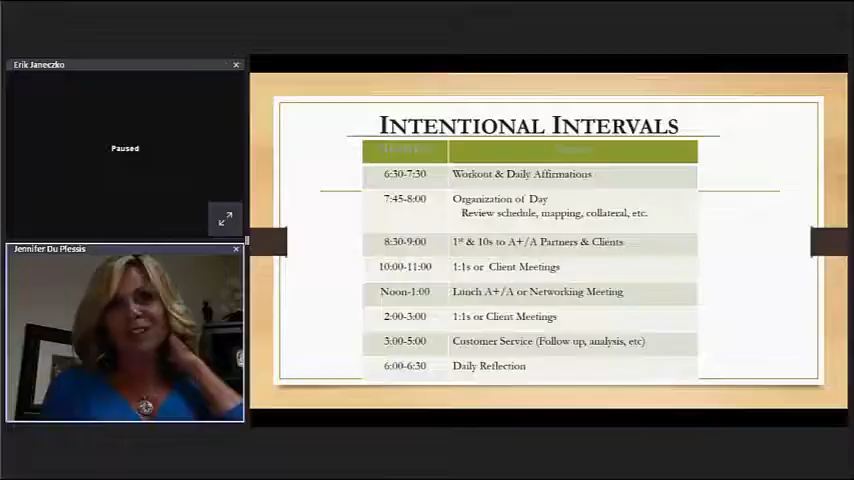 Erik Janeczko
Paused
Jennifer Du Plessis
INTENTIONAL INTERVALS
6:30-7:30 Workout & Daily Affirmations
7:45-8:00 Organization of Day
Review schedule, mapping, collateral, etc.
8:30-9:00 1st & 10s to A+/A Partners & Clients
10:00-11:00 1:1s or Client Meetings
Noon-1:00 Lunch A+/A or Networking Meeting
2:00-3:00 1:1s or Client Meetings
3:00-5:00 Customer Service (Follow up, analysis, etc)
6:00-6:30 Daily Reflection